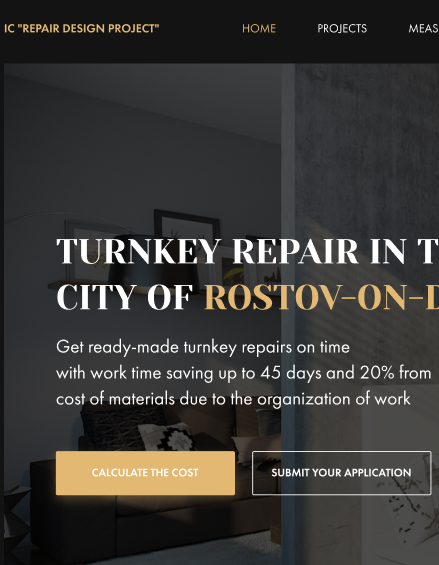 IC "REPAIR DESIGN PROJECT" HOME PROJECTS MEAS
TURNKEY REPAIR IN T
CITY OF ROSTOV-ON-D
Get ready-made turnkey repairs on time
with work time saving up to 45 days and 20% from
cost of materials due to the organization of work
CALCULATE THE COST SUBMIT YOUR APPLICATION